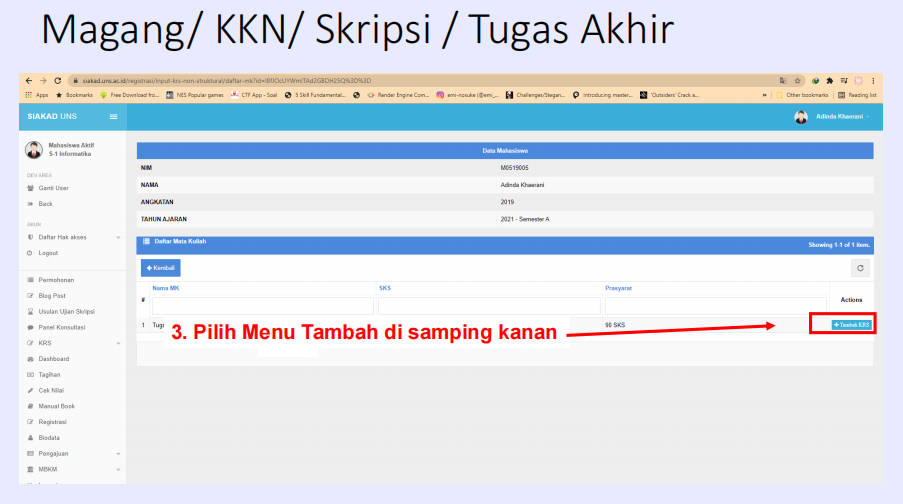 Magang/ KKN/ Skripsi / Tugas Akhir
siakad.uns.ac.id/registrasi/input-krs-non-struktural/daftar-mk?id=
Apps Bookmarks Free Download fro... NES Popular games CTF App - Soal 5 Skill Fundamental... Render Engine Com... emi-nosuke (@emi_... Challenges/Stegan... Introducing master... 'Outsiders' Crack a... » Other bookmarks Reading list
SIAKAD UNS
Adinda Khaerani
Mahasiswa Aktif
S-1 Informatika
Data Mahasiswa
NIM M0519005
NAMA Adinda Khaerani
ANGKATAN 2019
TAHUN AJARAN 2021 - Semester A
DEV AREA
Ganti User
Back
AKUN
Daftar Hak akses
Logout
Permohonan
Blog Post
Usulan Ujian Skripsi
Panel Konsultasi
KRS
Dashboard
Tagihan
Cek Nilai
Manual Book
Registrasi
Biodata
Pengajuan
MBKM
Daftar Mata Kuliah
Showing 1-1 of 1 item.
Kembali
# Nama MK SKS Prasyarat Actions
1 90 SKS + Tambah KRS
3. Pilih Menu Tambah di samping kanan